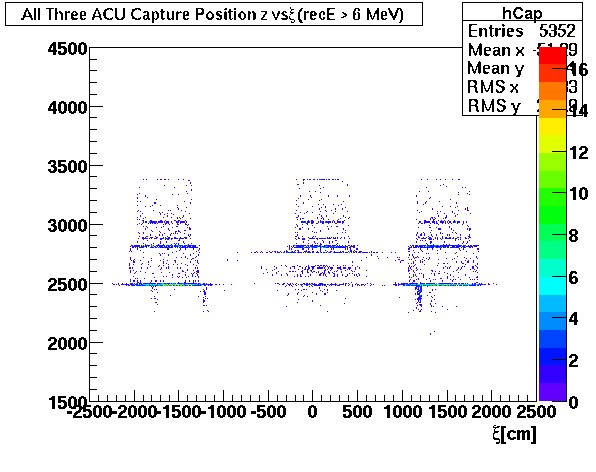 All Three ACU Capture Position z vsξ(recE > 6 MeV)
hCap
Entries 5352
Mean x
Mean y
RMS x
RMS y
4500
4000
3500
3000
2500
2000
1500
-2500 -2000 -1500 -1000 -500 0 500 1000 1500 2000 2500
ξ[cm]
16
14
12
10
8
6
4
2
0